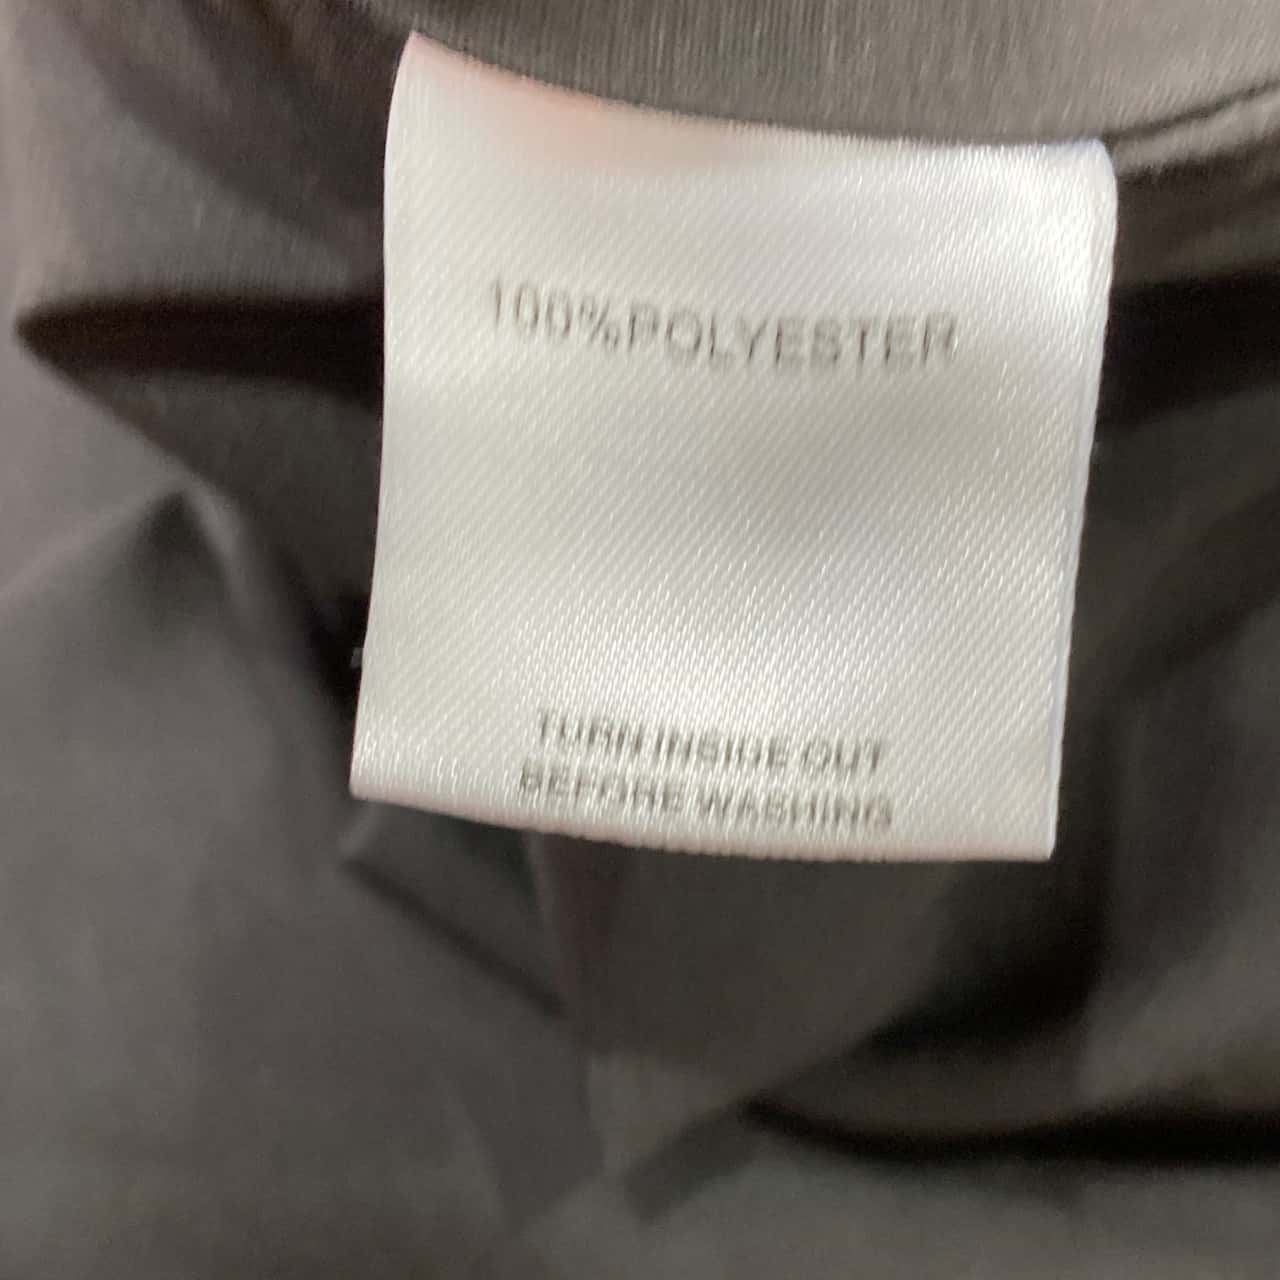 100%POLYESTER
TURN INSIDE OUT
BEFORE WASHING